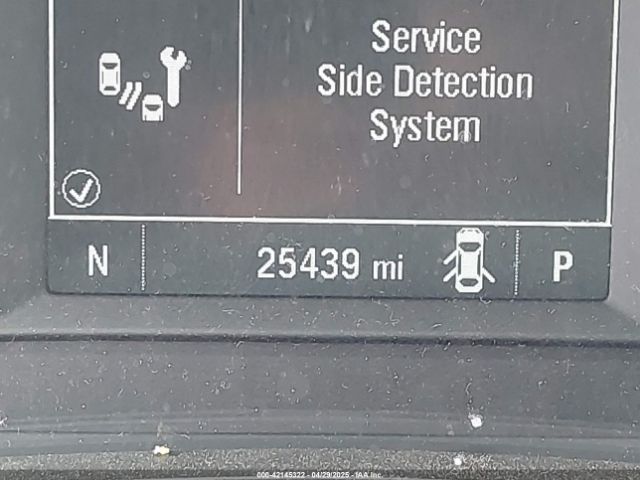 Service
Side Detection
System
N 25439 mi P
000-42145322 - 04/29/2025 - IAA Inc.